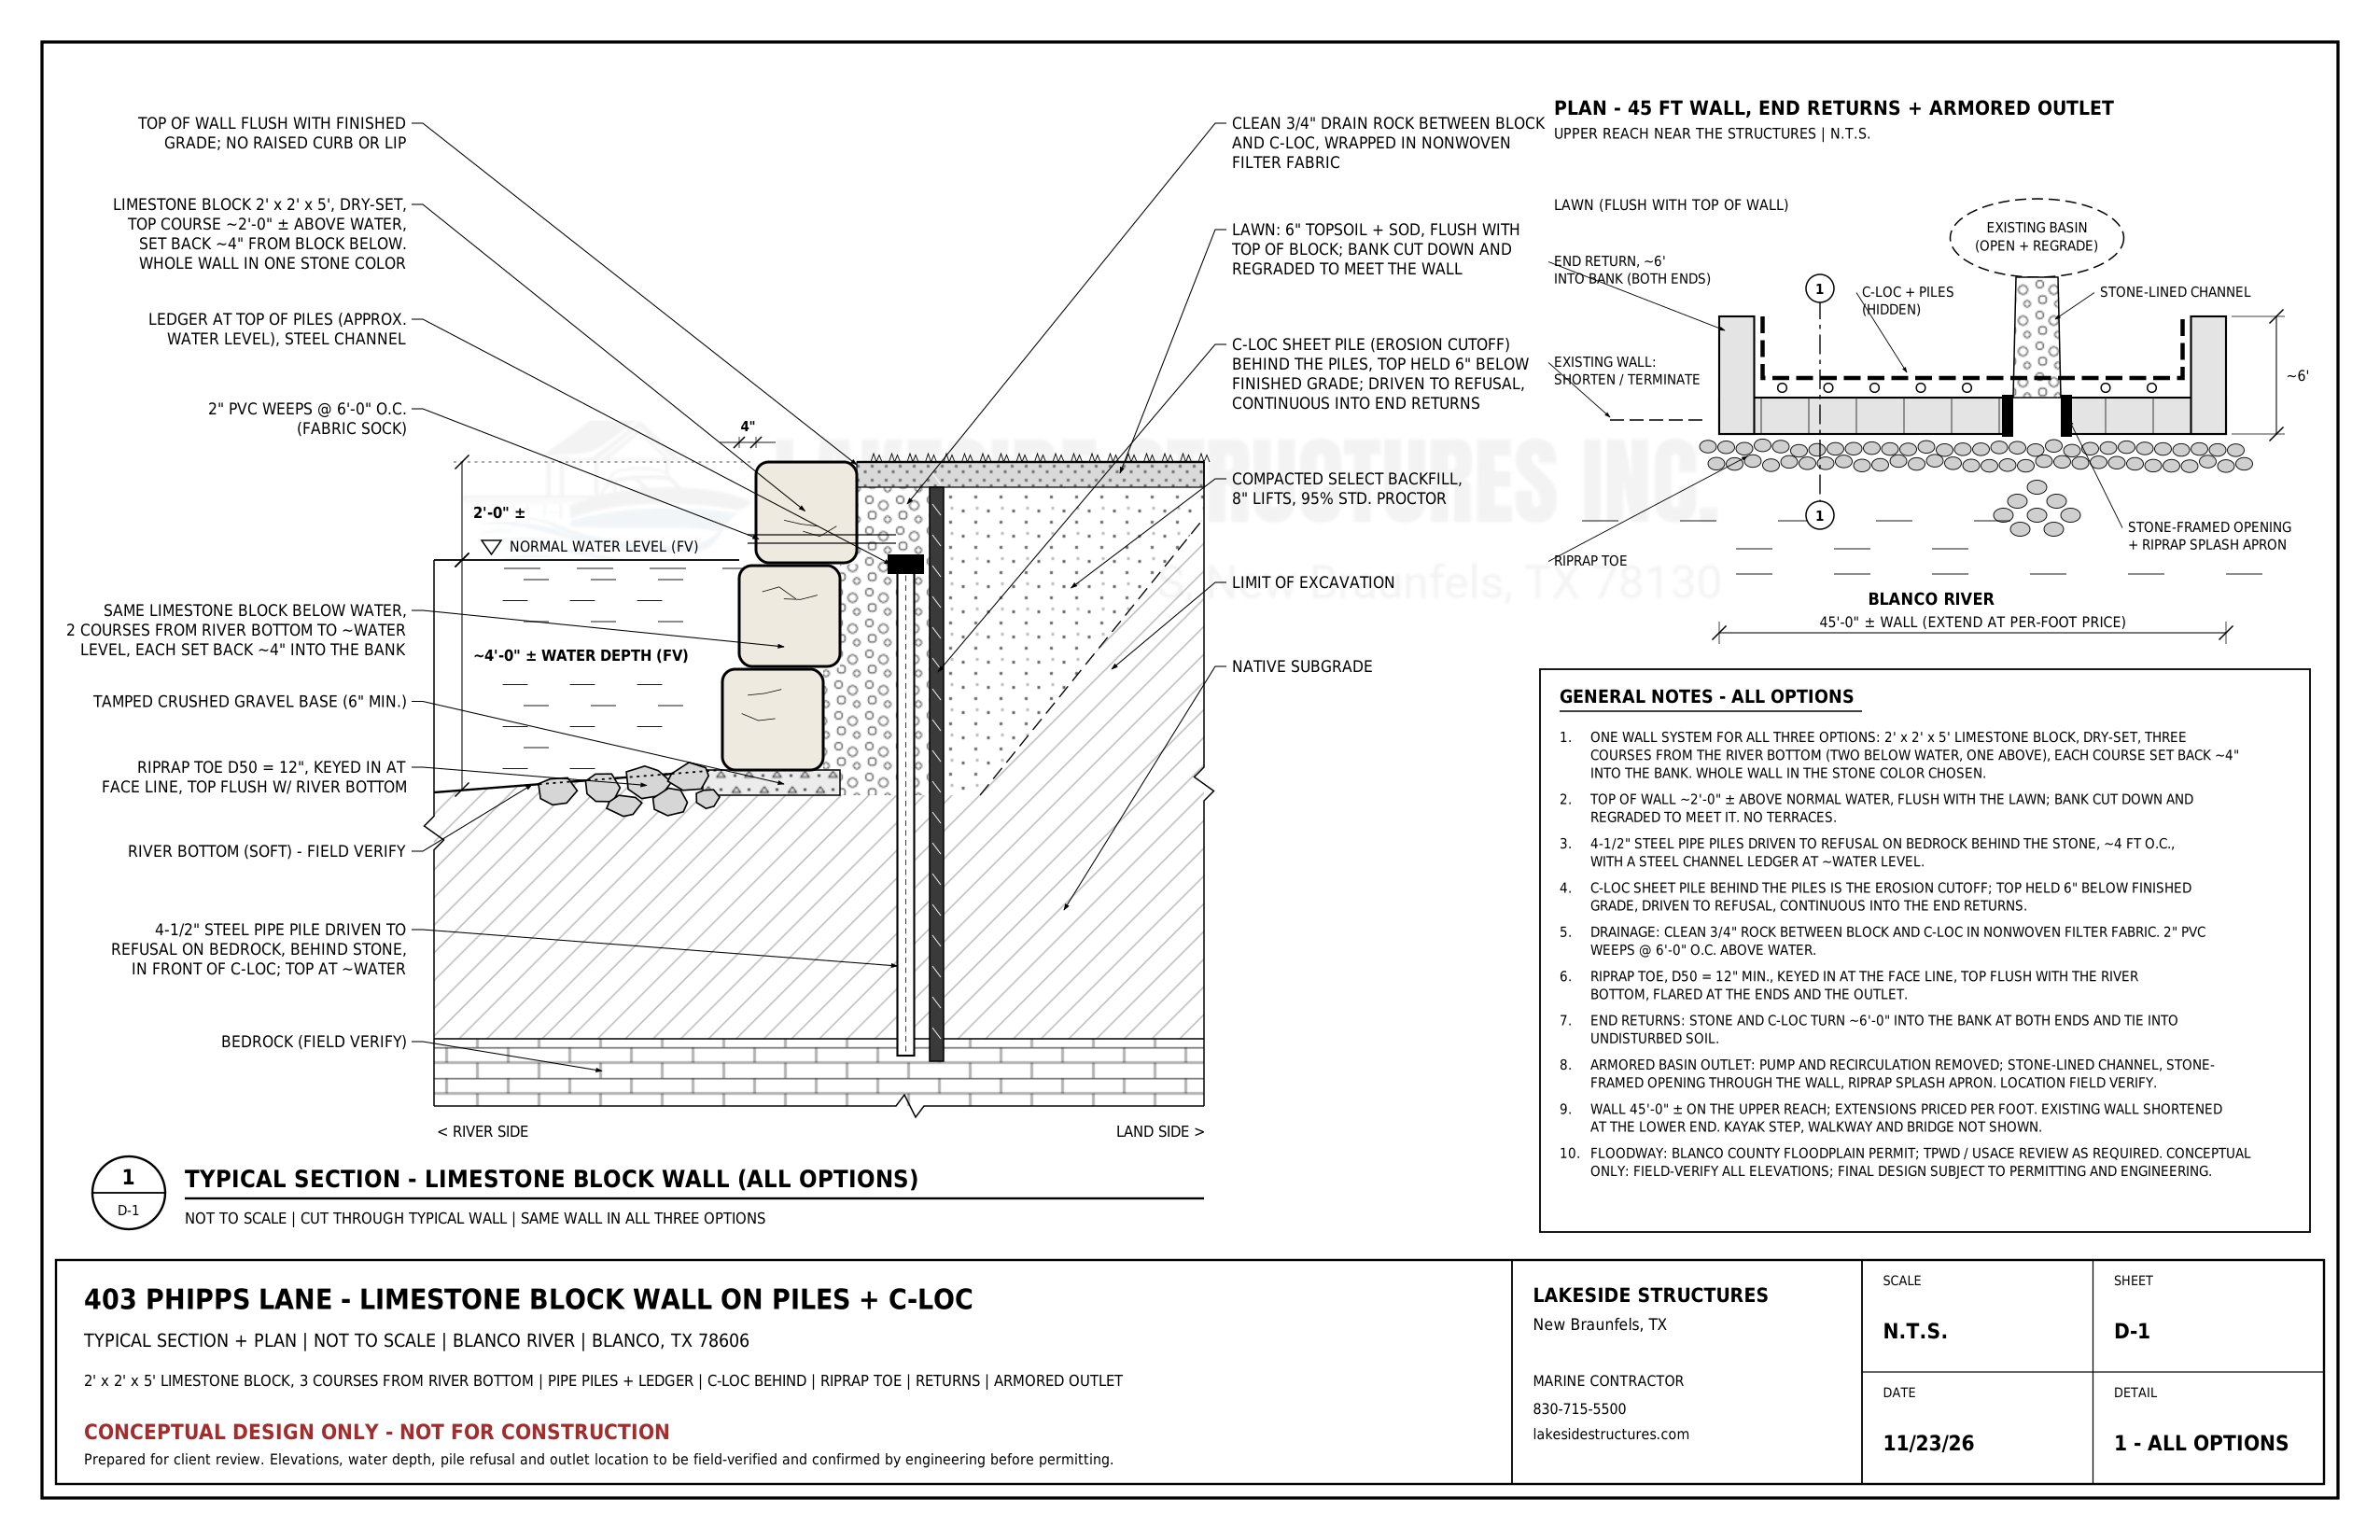 TOP OF WALL FLUSH WITH FINISHED
GRADE; NO RAISED CURB OR LIP
LIMESTONE BLOCK 2' x 2' x 5', DRY-SET,
TOP COURSE ~2'-0" ± ABOVE WATER,
SET BACK ~4" FROM BLOCK BELOW.
WHOLE WALL IN ONE STONE COLOR
LEDGER AT TOP OF PILES (APPROX.
WATER LEVEL), STEEL CHANNEL
2" PVC WEEPS @ 6'-0" O.C.
(FABRIC SOCK)
SAME LIMESTONE BLOCK BELOW WATER,
2 COURSES FROM RIVER BOTTOM TO ~WATER
LEVEL, EACH SET BACK ~4" INTO THE BANK
TAMPED CRUSHED GRAVEL BASE (6" MIN.)
RIPRAP TOE D50 = 12", KEYED IN AT
FACE LINE, TOP FLUSH W/ RIVER BOTTOM
RIVER BOTTOM (SOFT) - FIELD VERIFY
4-1/2" STEEL PIPE PILE DRIVEN TO
REFUSAL ON BEDROCK, BEHIND STONE,
IN FRONT OF C-LOC; TOP AT ~WATER
BEDROCK (FIELD VERIFY)
4"
2'-0" ±
NORMAL WATER LEVEL (FV)
~4'-0" ± WATER DEPTH (FV)
LAKESIDE STRUCTURES INC.
S, New Braunfels, TX 78130
< RIVER SIDE
LAND SIDE >
CLEAN 3/4" DRAIN ROCK BETWEEN BLOCK
AND C-LOC, WRAPPED IN NONWOVEN
FILTER FABRIC
LAWN: 6" TOPSOIL + SOD, FLUSH WITH
TOP OF BLOCK; BANK CUT DOWN AND
REGRADED TO MEET THE WALL
C-LOC SHEET PILE (EROSION CUTOFF)
BEHIND THE PILES, TOP HELD 6" BELOW
FINISHED GRADE; DRIVEN TO REFUSAL,
CONTINUOUS INTO END RETURNS
COMPACTED SELECT BACKFILL,
8" LIFTS, 95% STD. PROCTOR
LIMIT OF EXCAVATION
NATIVE SUBGRADE
1
D-1
TYPICAL SECTION - LIMESTONE BLOCK WALL (ALL OPTIONS)
NOT TO SCALE | CUT THROUGH TYPICAL WALL | SAME WALL IN ALL THREE OPTIONS
PLAN - 45 FT WALL, END RETURNS + ARMORED OUTLET
UPPER REACH NEAR THE STRUCTURES | N.T.S.
LAWN (FLUSH WITH TOP OF WALL)
EXISTING BASIN
(OPEN + REGRADE)
END RETURN, ~6'
INTO BANK (BOTH ENDS)
1
C-LOC + PILES
(HIDDEN)
STONE-LINED CHANNEL
EXISTING WALL:
SHORTEN / TERMINATE
~6'
1
STONE-FRAMED OPENING
+ RIPRAP SPLASH APRON
RIPRAP TOE
BLANCO RIVER
45'-0" ± WALL (EXTEND AT PER-FOOT PRICE)
GENERAL NOTES - ALL OPTIONS
1. ONE WALL SYSTEM FOR ALL THREE OPTIONS: 2' x 2' x 5' LIMESTONE BLOCK, DRY-SET, THREE
COURSES FROM THE RIVER BOTTOM (TWO BELOW WATER, ONE ABOVE), EACH COURSE SET BACK ~4"
INTO THE BANK. WHOLE WALL IN THE STONE COLOR CHOSEN.
2. TOP OF WALL ~2'-0" ± ABOVE NORMAL WATER, FLUSH WITH THE LAWN; BANK CUT DOWN AND
REGRADED TO MEET IT. NO TERRACES.
3. 4-1/2" STEEL PIPE PILES DRIVEN TO REFUSAL ON BEDROCK BEHIND THE STONE, ~4 FT O.C.,
WITH A STEEL CHANNEL LEDGER AT ~WATER LEVEL.
4. C-LOC SHEET PILE BEHIND THE PILES IS THE EROSION CUTOFF; TOP HELD 6" BELOW FINISHED
GRADE, DRIVEN TO REFUSAL, CONTINUOUS INTO THE END RETURNS.
5. DRAINAGE: CLEAN 3/4" ROCK BETWEEN BLOCK AND C-LOC IN NONWOVEN FILTER FABRIC. 2" PVC
WEEPS @ 6'-0" O.C. ABOVE WATER.
6. RIPRAP TOE, D50 = 12" MIN., KEYED IN AT THE FACE LINE, TOP FLUSH WITH THE RIVER
BOTTOM, FLARED AT THE ENDS AND THE OUTLET.
7. END RETURNS: STONE AND C-LOC TURN ~6'-0" INTO THE BANK AT BOTH ENDS AND TIE INTO
UNDISTURBED SOIL.
8. ARMORED BASIN OUTLET: PUMP AND RECIRCULATION REMOVED; STONE-LINED CHANNEL, STONE-
FRAMED OPENING THROUGH THE WALL, RIPRAP SPLASH APRON. LOCATION FIELD VERIFY.
9. WALL 45'-0" ± ON THE UPPER REACH; EXTENSIONS PRICED PER FOOT. EXISTING WALL SHORTENED
AT THE LOWER END. KAYAK STEP, WALKWAY AND BRIDGE NOT SHOWN.
10. FLOODWAY: BLANCO COUNTY FLOODPLAIN PERMIT; TPWD / USACE REVIEW AS REQUIRED. CONCEPTUAL
ONLY: FIELD-VERIFY ALL ELEVATIONS; FINAL DESIGN SUBJECT TO PERMITTING AND ENGINEERING.
403 PHIPPS LANE - LIMESTONE BLOCK WALL ON PILES + C-LOC
TYPICAL SECTION + PLAN | NOT TO SCALE | BLANCO RIVER | BLANCO, TX 78606
2' x 2' x 5' LIMESTONE BLOCK, 3 COURSES FROM RIVER BOTTOM | PIPE PILES + LEDGER | C-LOC BEHIND | RIPRAP TOE | RETURNS | ARMORED OUTLET
CONCEPTUAL DESIGN ONLY - NOT FOR CONSTRUCTION
Prepared for client review. Elevations, water depth, pile refusal and outlet location to be field-verified and confirmed by engineering before permitting.
LAKESIDE STRUCTURES
New Braunfels, TX
MARINE CONTRACTOR
830-715-5500
lakesidestructures.com
SCALE
N.T.S.
SHEET
D-1
DATE
11/23/26
DETAIL
1 - ALL OPTIONS